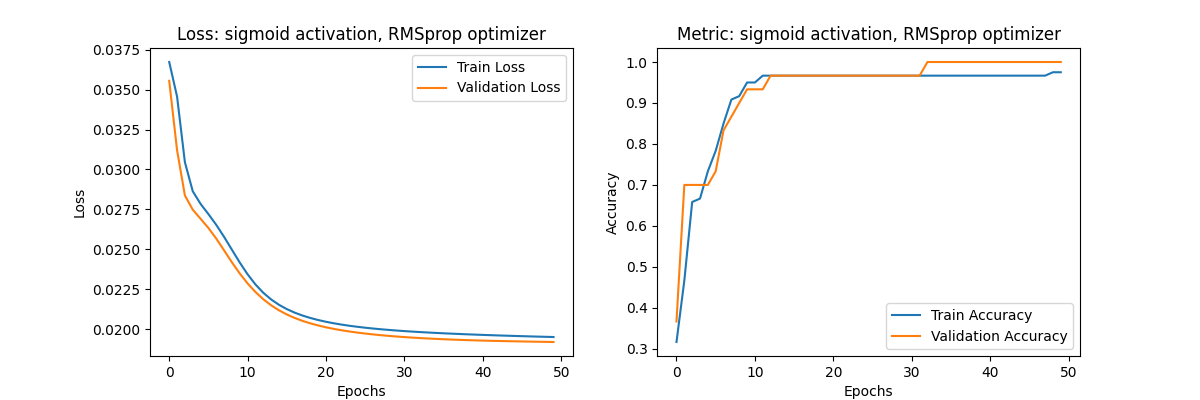 Loss: sigmoid activation, RMSprop optimizer
0.0375
0.0350
0.0325
0.0300
0.0275
0.0250
0.0225
0.0200
Loss
Train Loss
Validation Loss
0 10 20 30 40 50
Epochs
Metric: sigmoid activation, RMSprop optimizer
1.0
0.9
0.8
0.7
0.6
0.5
0.4
0.3
Accuracy
Train Accuracy
Validation Accuracy
0 10 20 30 40 50
Epochs